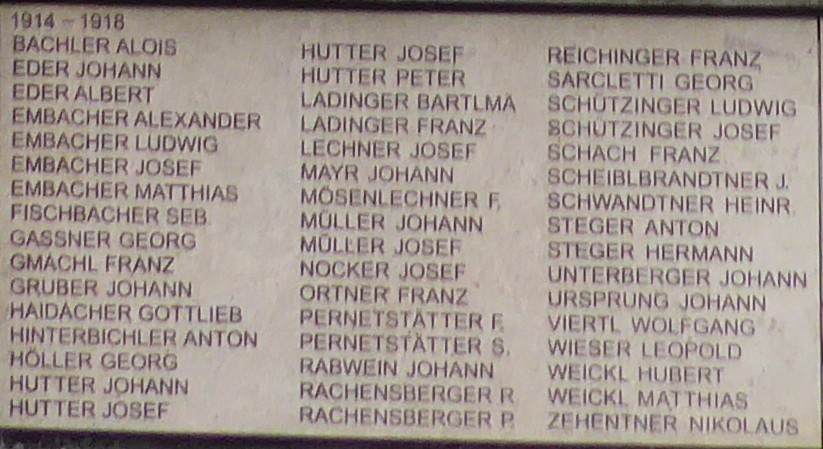 1914 - 1918
BACHLER ALOIS
EDER JOHANN
EDER ALBERT
EMBACHER ALEXANDER
EMBACHER LUDWIG
EMBACHER JOSEF
EMBACHER MATTHIAS
FISCHBACHER SEB.
GASSNER GEORG
GMACHL FRANZ
GRUBER JOHANN
HAIDACHER GOTTLIEB
HINTERBICHLER ANTON
HÖLLER GEORG
HUTTER JOHANN
HUTTER JOSEF
HUTTER JOSEF
HUTTER PETER
LADINGER BARTLMÄ
LADINGER FRANZ
LECHNER JOSEF
MAYR JOHANN
MÖSENLECHNER F.
MÜLLER JOHANN
MÜLLER JOSEF
NOCKER JOSEF
ORTNER FRANZ
PERNETSTÄTTER F.
PERNETSTÄTTER S.
RABWEIN JOHANN
RACHENSBERGER R.
RACHENSBERGER P.
REICHINGER FRANZ
SARCLETTI GEORG
SCHÜTZINGER LUDWIG
SCHÜTZINGER JOSEF
SCHACH FRANZ
SCHEIBLBRANDTNER J.
SCHWANDTNER HEINR.
STEGER ANTON
STEGER HERMANN
UNTERBERGER JOHANN
URSPRUNG JOHANN
VIERTL WOLFGANG
WIESER LEOPOLD
WEICKL HUBERT
WEICKL MATTHIAS
ZEHENTNER NIKOLAUS